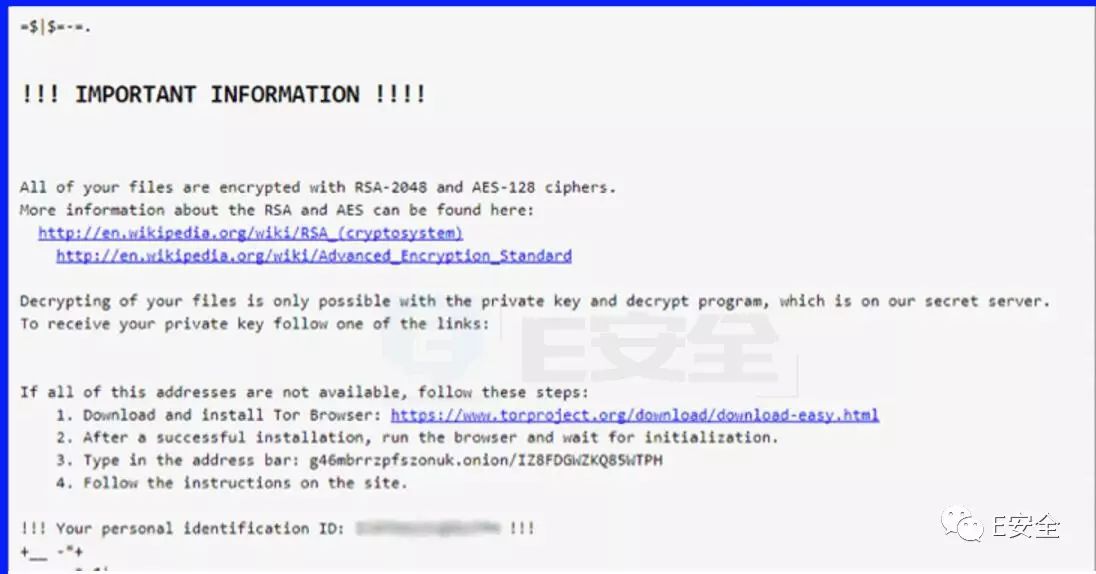 =$|$=-=.
!!! IMPORTANT INFORMATION !!!!
All of your files are encrypted with RSA-2048 and AES-128 ciphers.
More information about the RSA and AES can be found here:
http://en.wikipedia.org/wiki/RSA_(cryptosystem)
http://en.wikipedia.org/wiki/Advanced_Encryption_Standard
Decrypting of your files is only possible with the private key and decrypt program, which is on our secret server.
To receive your private key follow one of the links:
E安全
If all of this addresses are not available, follow these steps:
1. Download and install Tor Browser: https://www.torproject.org/download/download-easy.html
2. After a successful installation, run the browser and wait for initialization.
3. Type in the address bar: g46mbrrzpfszonuk.onion/IZ8FDGWZKQ85WTPH
4. Follow the instructions on the site.
!!! Your personal identification ID: !!!
E安全
+__ -"+